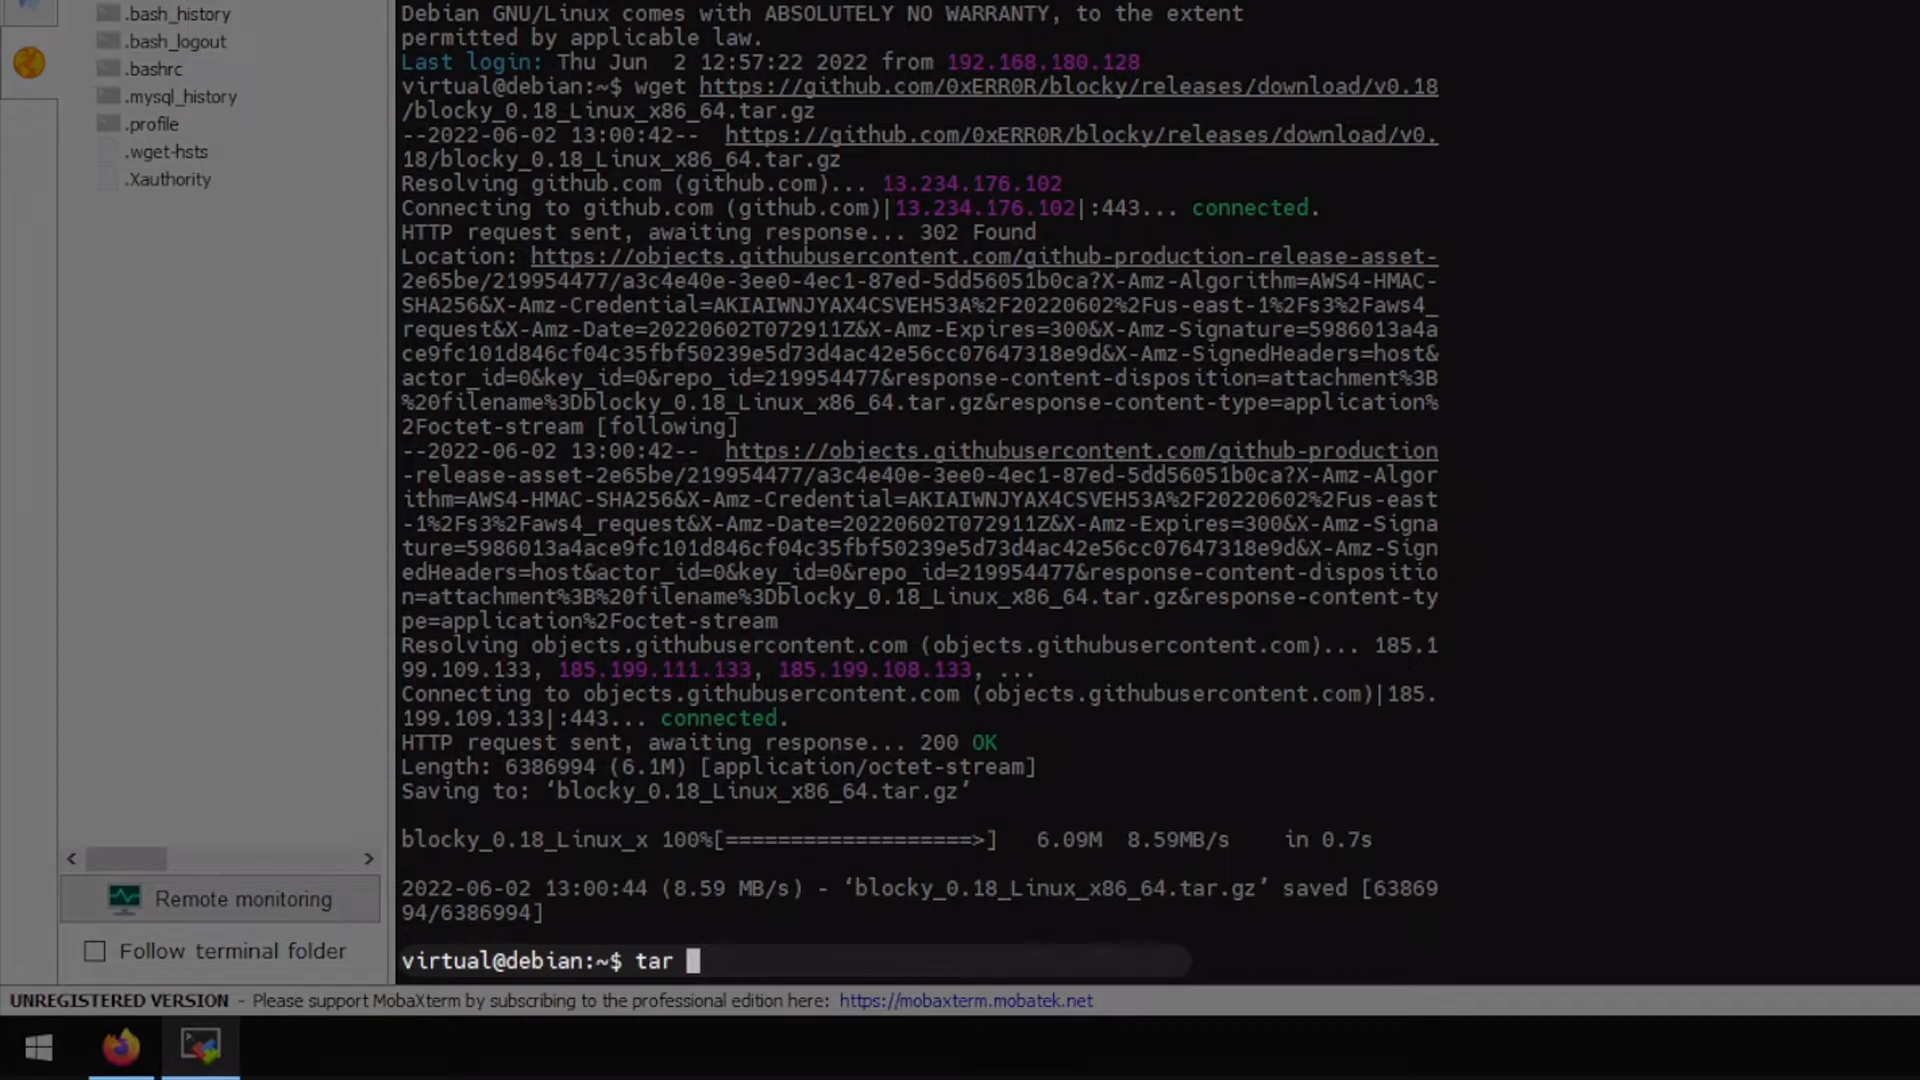 .bash_history
.bash_logout
.bashrc
.mysql_history
.profile
.wget-hsts
.Xauthority
Remote monitoring
Follow terminal folder
Debian GNU/Linux comes with ABSOLUTELY NO WARRANTY, to the extent
permitted by applicable law.
Last login: Thu Jun  2 12:57:22 2022 from 192.168.180.128
virtual@debian:~$ wget https://github.com/0xERR0R/blocky/releases/download/v0.18
/blocky_0.18_Linux_x86_64.tar.gz
--2022-06-02 13:00:42--  https://github.com/0xERR0R/blocky/releases/download/v0.
18/blocky_0.18_Linux_x86_64.tar.gz
Resolving github.com (github.com)... 13.234.176.102
Connecting to github.com (github.com)|13.234.176.102|:443... connected.
HTTP request sent, awaiting response... 302 Found
Location: https://objects.githubusercontent.com/github-production-release-asset-
2e65be/219954477/a3c4e40e-3ee0-4ec1-87ed-5dd56051b0ca?X-Amz-Algorithm=AWS4-HMAC-
SHA256&X-Amz-Credential=AKIAIWNJYAX4CSVEH53A%2F20220602%2Fus-east-1%2Fs3%2Faws4_
request&X-Amz-Date=20220602T072911Z&X-Amz-Expires=300&X-Amz-Signature=5986013a4a
ce9fc101d846cf04c35fbf50239e5d73d4ac42e56cc07647318e9d&X-Amz-SignedHeaders=host&
actor_id=0&key_id=0&repo_id=219954477&response-content-disposition=attachment%3B
%20filename%3Dblocky_0.18_Linux_x86_64.tar.gz&response-content-type=application%
2Foctet-stream [following]
--2022-06-02 13:00:42--  https://objects.githubusercontent.com/github-production
-release-asset-2e65be/219954477/a3c4e40e-3ee0-4ec1-87ed-5dd56051b0ca?X-Amz-Algor
ithm=AWS4-HMAC-SHA256&X-Amz-Credential=AKIAIWNJYAX4CSVEH53A%2F20220602%2Fus-east
-1%2Fs3%2Faws4_request&X-Amz-Date=20220602T072911Z&X-Amz-Expires=300&X-Amz-Signa
ture=5986013a4ace9fc101d846cf04c35fbf50239e5d73d4ac42e56cc07647318e9d&X-Amz-Sign
edHeaders=host&actor_id=0&key_id=0&repo_id=219954477&response-content-dispositio
n=attachment%3B%20filename%3Dblocky_0.18_Linux_x86_64.tar.gz&response-content-ty
pe=application%2Foctet-stream
Resolving objects.githubusercontent.com (objects.githubusercontent.com)... 185.1
99.109.133, 185.199.111.133, 185.199.108.133, ...
Connecting to objects.githubusercontent.com (objects.githubusercontent.com)|185.
199.109.133|:443... connected.
HTTP request sent, awaiting response... 200 OK
Length: 6386994 (6.1M) [application/octet-stream]
Saving to: ‘blocky_0.18_Linux_x86_64.tar.gz’
blocky_0.18_Linux_x 100%[===================>]   6.09M  8.59MB/s    in 0.7s
2022-06-02 13:00:44 (8.59 MB/s) - ‘blocky_0.18_Linux_x86_64.tar.gz’ saved [63869
94/6386994]
virtual@debian:~$ tar
UNREGISTERED VERSION - Please support MobaXterm by subscribing to the professional edition here: https://mobaxterm.mobatek.net